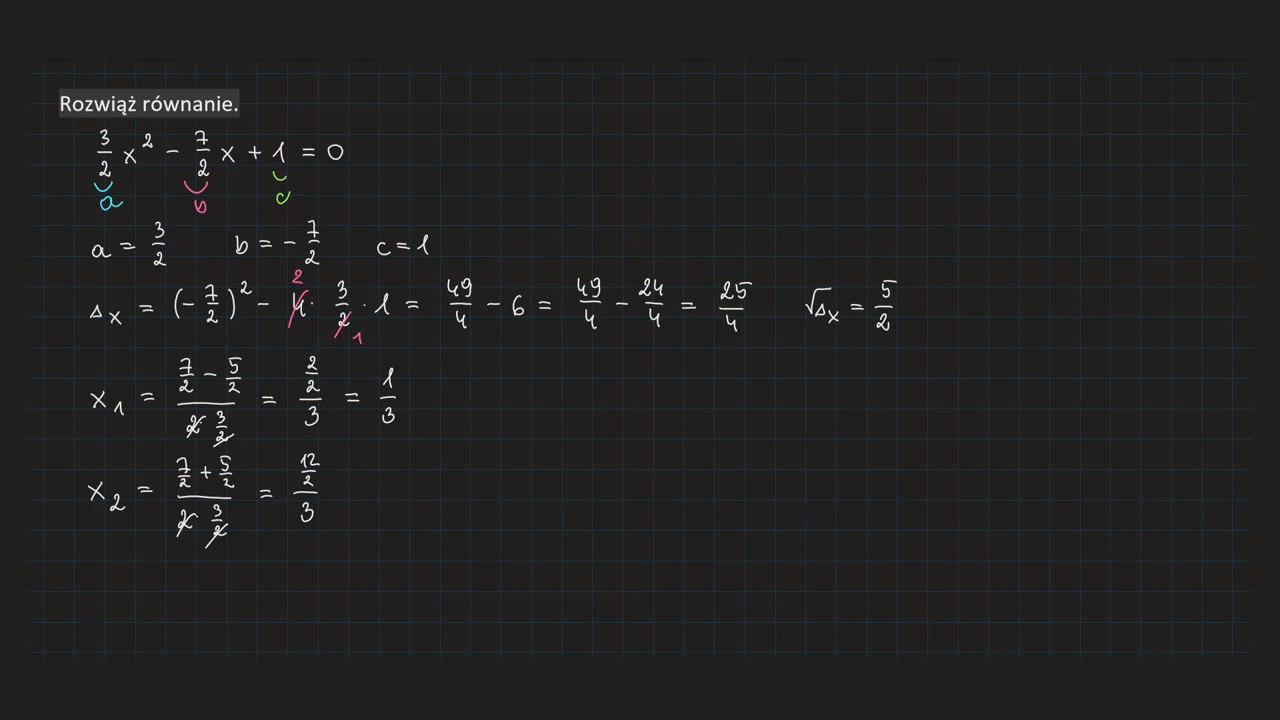 Rozwiąż równanie.
3/2 x² - 7/2 x + 1 = 0
a b c
a = 3/2 b = - 7/2 c = 1
2
Δx = (- 7/2)² - 4 · 3/2 · 1 = 49/4 - 6 = 49/4 - 24/4 = 25/4 √Δx = 5/2
1
x₁ = (7/2 - 5/2)/(2 3/2) = (2/2)/3 = 1/3
x₂ = (7/2 + 5/2)/(2 3/2) = (12/2)/3